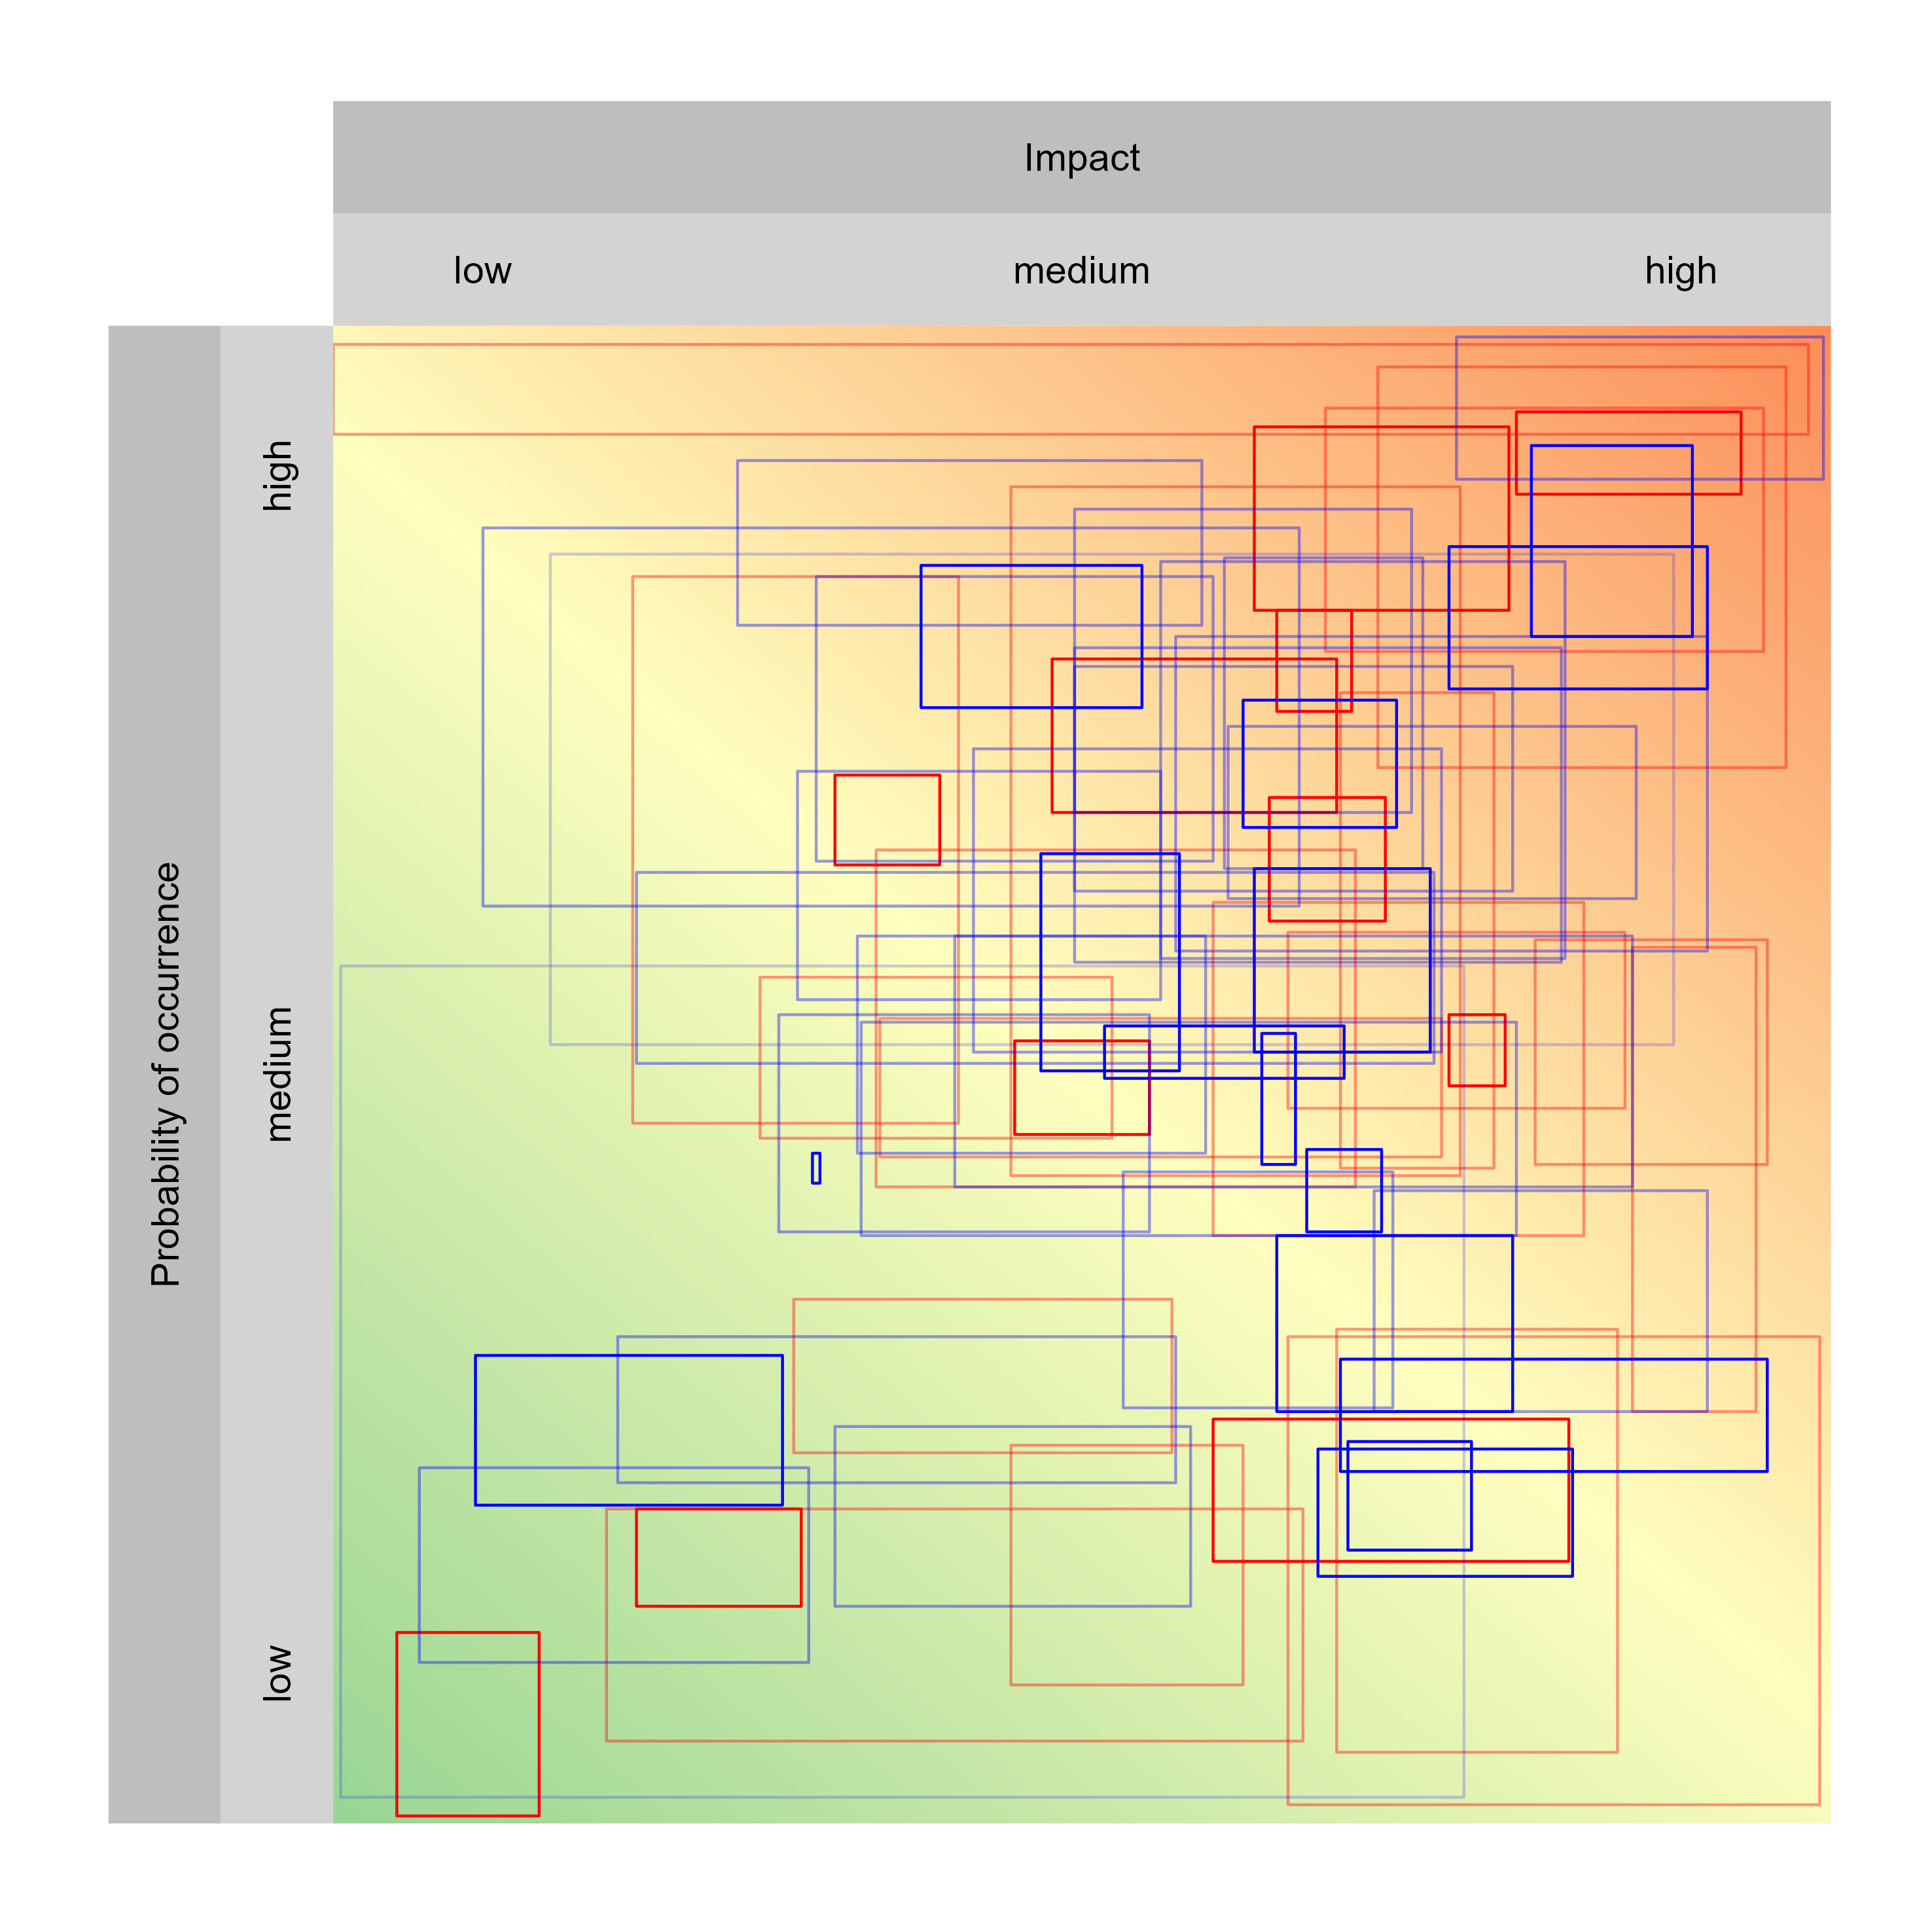 Impact
low medium high
Probability of occurrence
high
medium
low